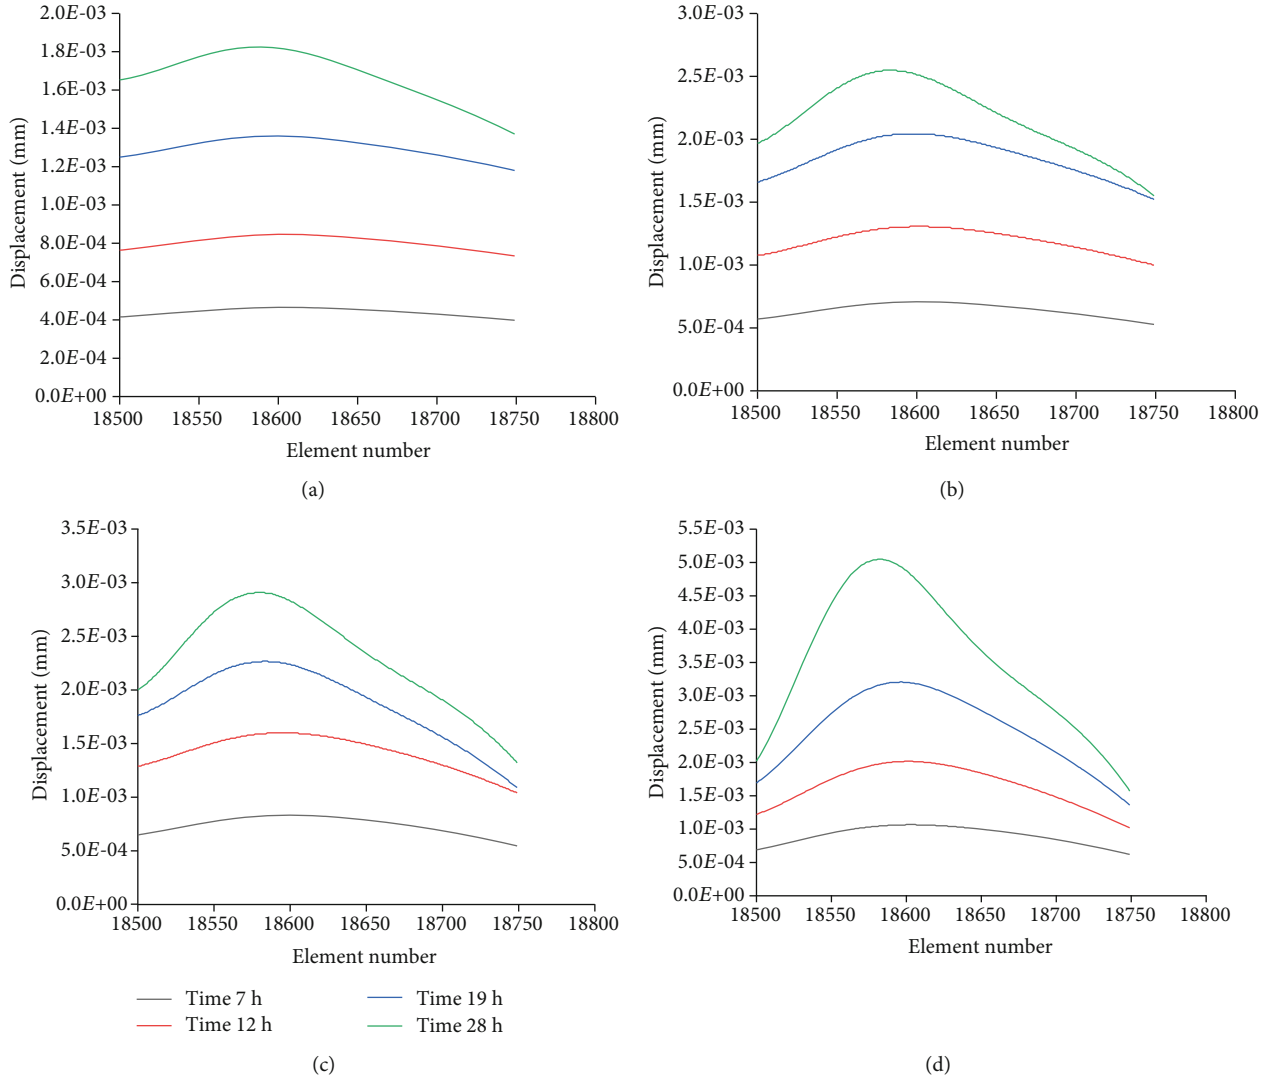 2.0E-03
1.8E-03
1.6E-03
1.4E-03
1.2E-03
1.0E-03
8.0E-04
6.0E-04
4.0E-04
2.0E-04
0.0E+00
Displacement (mm)
18500 18550 18600 18650 18700 18750 18800
Element number
(a)
3.0E-03
2.5E-03
2.0E-03
1.5E-03
1.0E-03
5.0E-04
0.0E+00
Displacement (mm)
18500 18550 18600 18650 18700 18750 18800
Element number
(b)
3.5E-03
3.0E-03
2.5E-03
2.0E-03
1.5E-03
1.0E-03
5.0E-04
0.0E+00
Displacement (mm)
18500 18550 18600 18650 18700 18750 18800
Element number
Time 7 h
Time 12 h
Time 19 h
Time 28 h
(c)
5.5E-03
5.0E-03
4.5E-03
4.0E-03
3.5E-03
3.0E-03
2.5E-03
2.0E-03
1.5E-03
1.0E-03
5.0E-04
0.0E+00
Displacement (mm)
18500 18550 18600 18650 18700 18750 18800
Element number
(d)